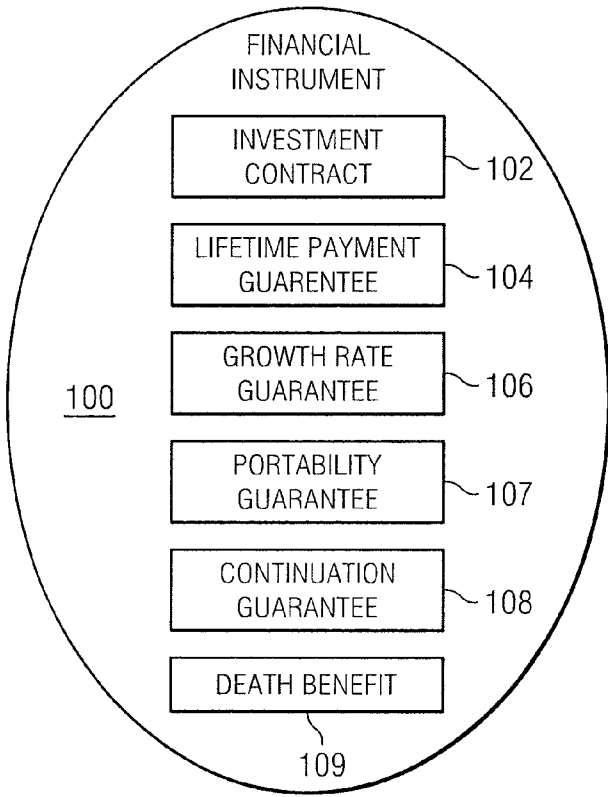 FINANCIAL
INSTRUMENT
INVESTMENT
CONTRACT
102
LIFETIME PAYMENT
GUARENTEE
104
GROWTH RATE
GUARANTEE
106
100
PORTABILITY
GUARANTEE
107
CONTINUATION
GUARANTEE
108
DEATH BENEFIT
109